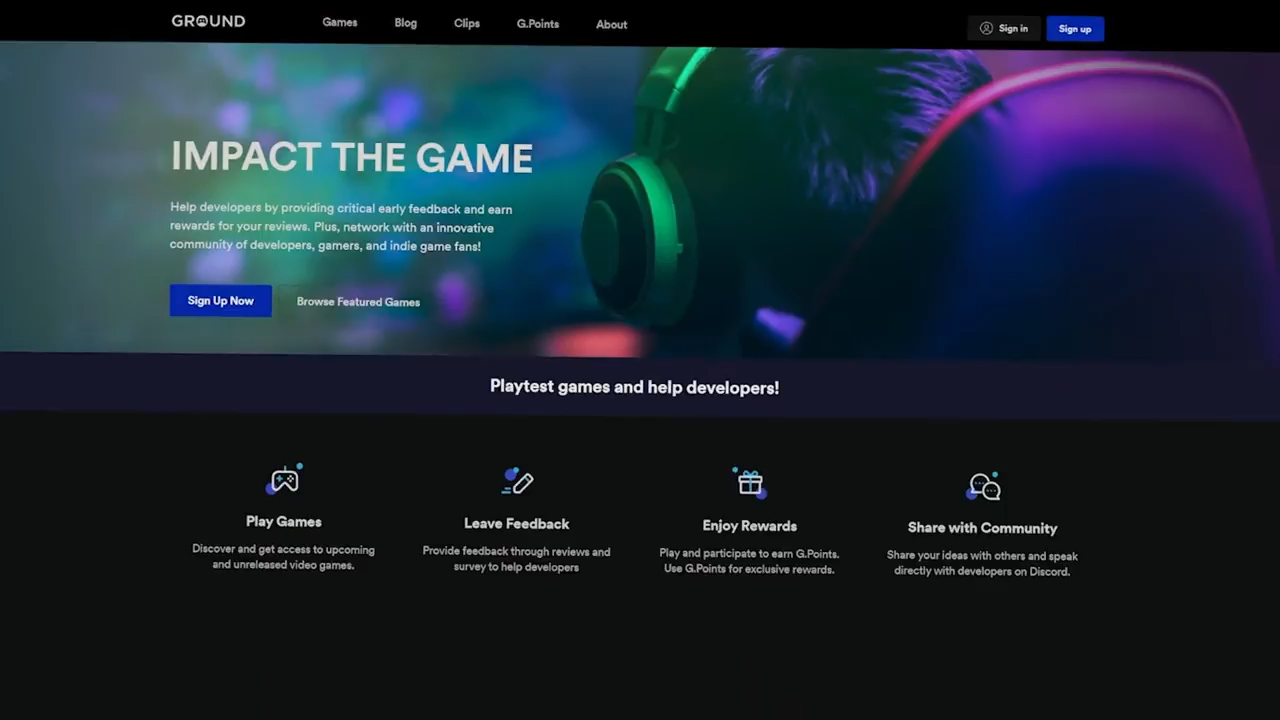 GROUND
Games
Blog
Clips
G.Points
About
Sign in
Sign up
IMPACT THE GAME
Help developers by providing critical early feedback and earn
rewards for your reviews. Plus, network with an innovative
community of developers, gamers, and indie game fans!
Sign Up Now
Browse Featured Games
Playtest games and help developers!
Play Games
Discover and get access to upcoming
and unreleased video games.
Leave Feedback
Provide feedback through reviews and
survey to help developers
Enjoy Rewards
Play and participate to earn G.Points.
Use G.Points for exclusive rewards.
Share with Community
Share your ideas with others and speak
directly with developers on Discord.